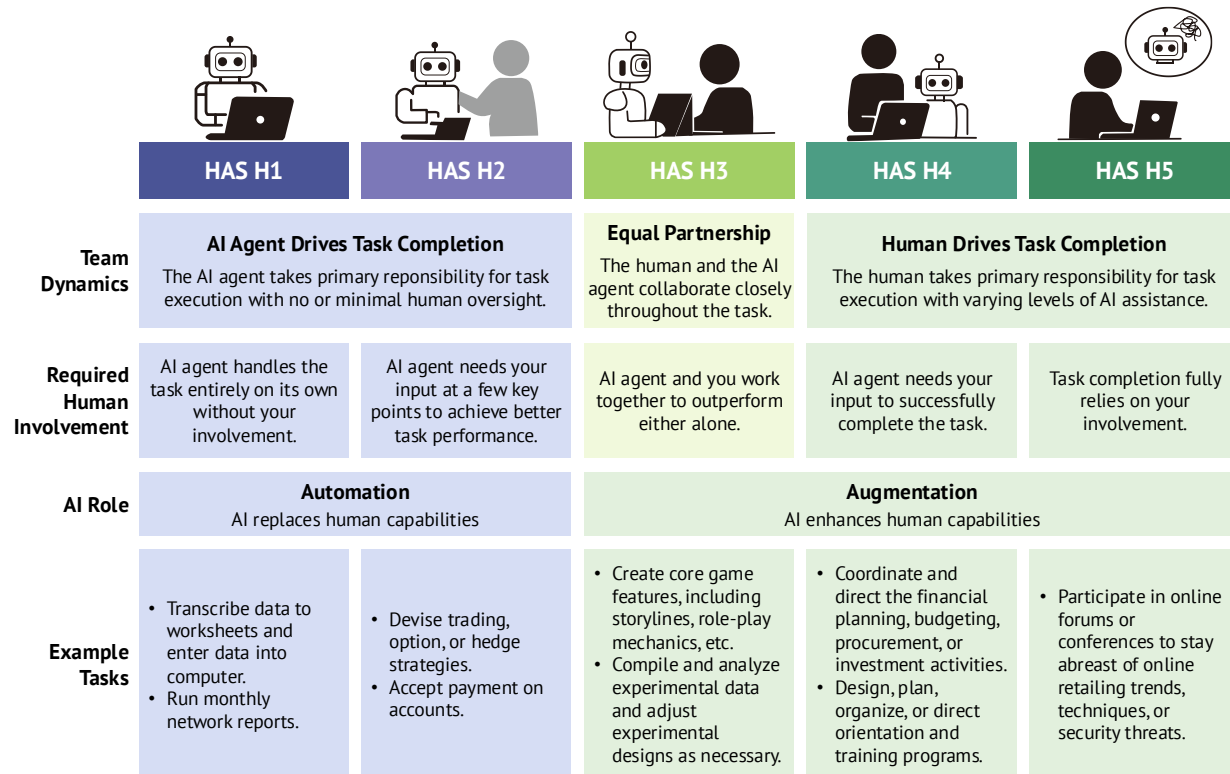 HAS H1
HAS H2
HAS H3
HAS H4
HAS H5
Team
Dynamics
AI Agent Drives Task Completion
The AI agent takes primary reponsibility for task
execution with no or minimal human oversight.
Equal Partnership
The human and the AI
agent collaborate closely
throughout the task.
Human Drives Task Completion
The human takes primary responsibility for task
execution with varying levels of AI assistance.
Required
Human
Involvement
AI agent handles the
task entirely on its own
without your
involvement.
AI agent needs your
input at a few key
points to achieve better
task performance.
AI agent and you work
together to outperform
either alone.
AI agent needs your
input to successfully
complete the task.
Task completion fully
relies on your
involvement.
AI Role
Automation
AI replaces human capabilities
Augmentation
AI enhances human capabilities
Example
Tasks
• Transcribe data to
worksheets and
enter data into
computer.
• Run monthly
network reports.
• Devise trading,
option, or hedge
strategies.
• Accept payment on
accounts.
• Create core game
features, including
storylines, role-play
mechanics, etc.
• Compile and analyze
experimental data
and adjust
experimental
designs as necessary.
• Coordinate and
direct the financial
planning, budgeting,
procurement, or
investment activities.
• Design, plan,
organize, or direct
orientation and
training programs.
• Participate in online
forums or
conferences to stay
abreast of online
retailing trends,
techniques, or
security threats.